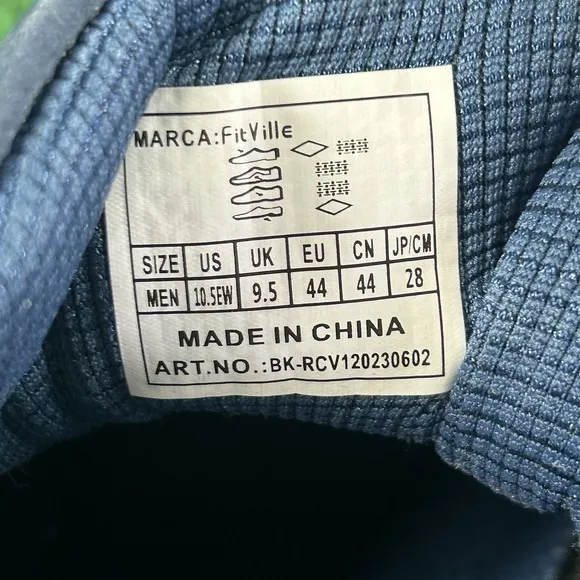 MARCA:FitVille
SIZE US UK EU CN JP/CM
MEN 10.5EW 9.5 44 44 28
MADE IN CHINA
ART.NO.:BK-RCV120230602